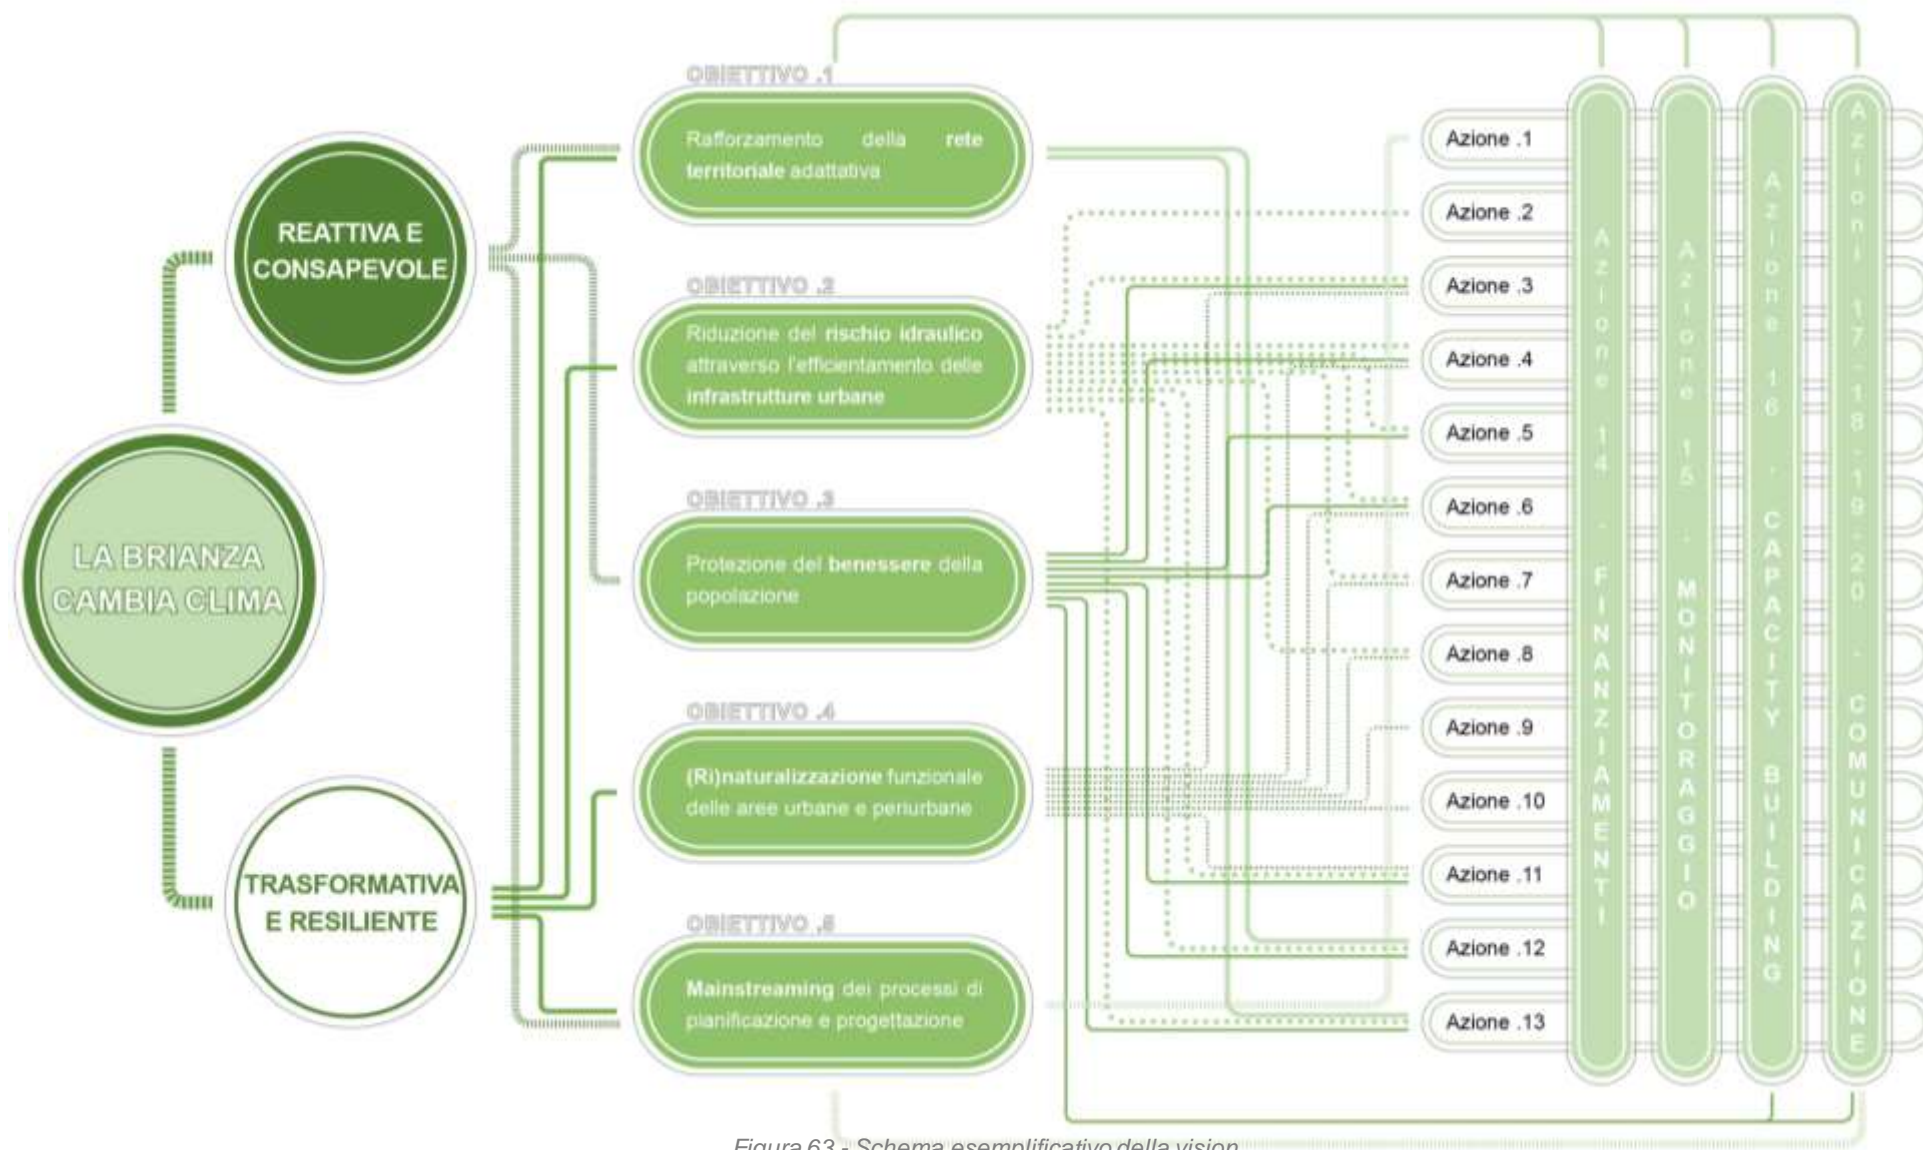 LA BRIANZA
CAMBIA CLIMA
REATTIVA E
CONSAPEVOLE
TRASFORMATIVA
E RESILIENTE
OBIETTIVO .1
Rafforzamento della rete
territoriale adattativa
OBIETTIVO .2
Riduzione del rischio idraulico
attraverso l'efficientamento delle
infrastrutture urbane
OBIETTIVO .3
Protezione del benessere della
popolazione
OBIETTIVO .4
(Ri)naturalizzazione funzionale
delle aree urbane e periurbane
OBIETTIVO .5
Mainstreaming dei processi di
pianificazione e progettazione
Azione .1
Azione .2
Azione .3
Azione .4
Azione .5
Azione .6
Azione .7
Azione .8
Azione .9
Azione .10
Azione .11
Azione .12
Azione .13
Azione 14 - FINANZIAMENTI
Azione 15 - MONITORAGGIO
Azione 16 - CAPACITY BUILDING
Azioni 17-18-19-20 - COMUNICAZIONE
Figura 63 - Schema esemplificativo della vision